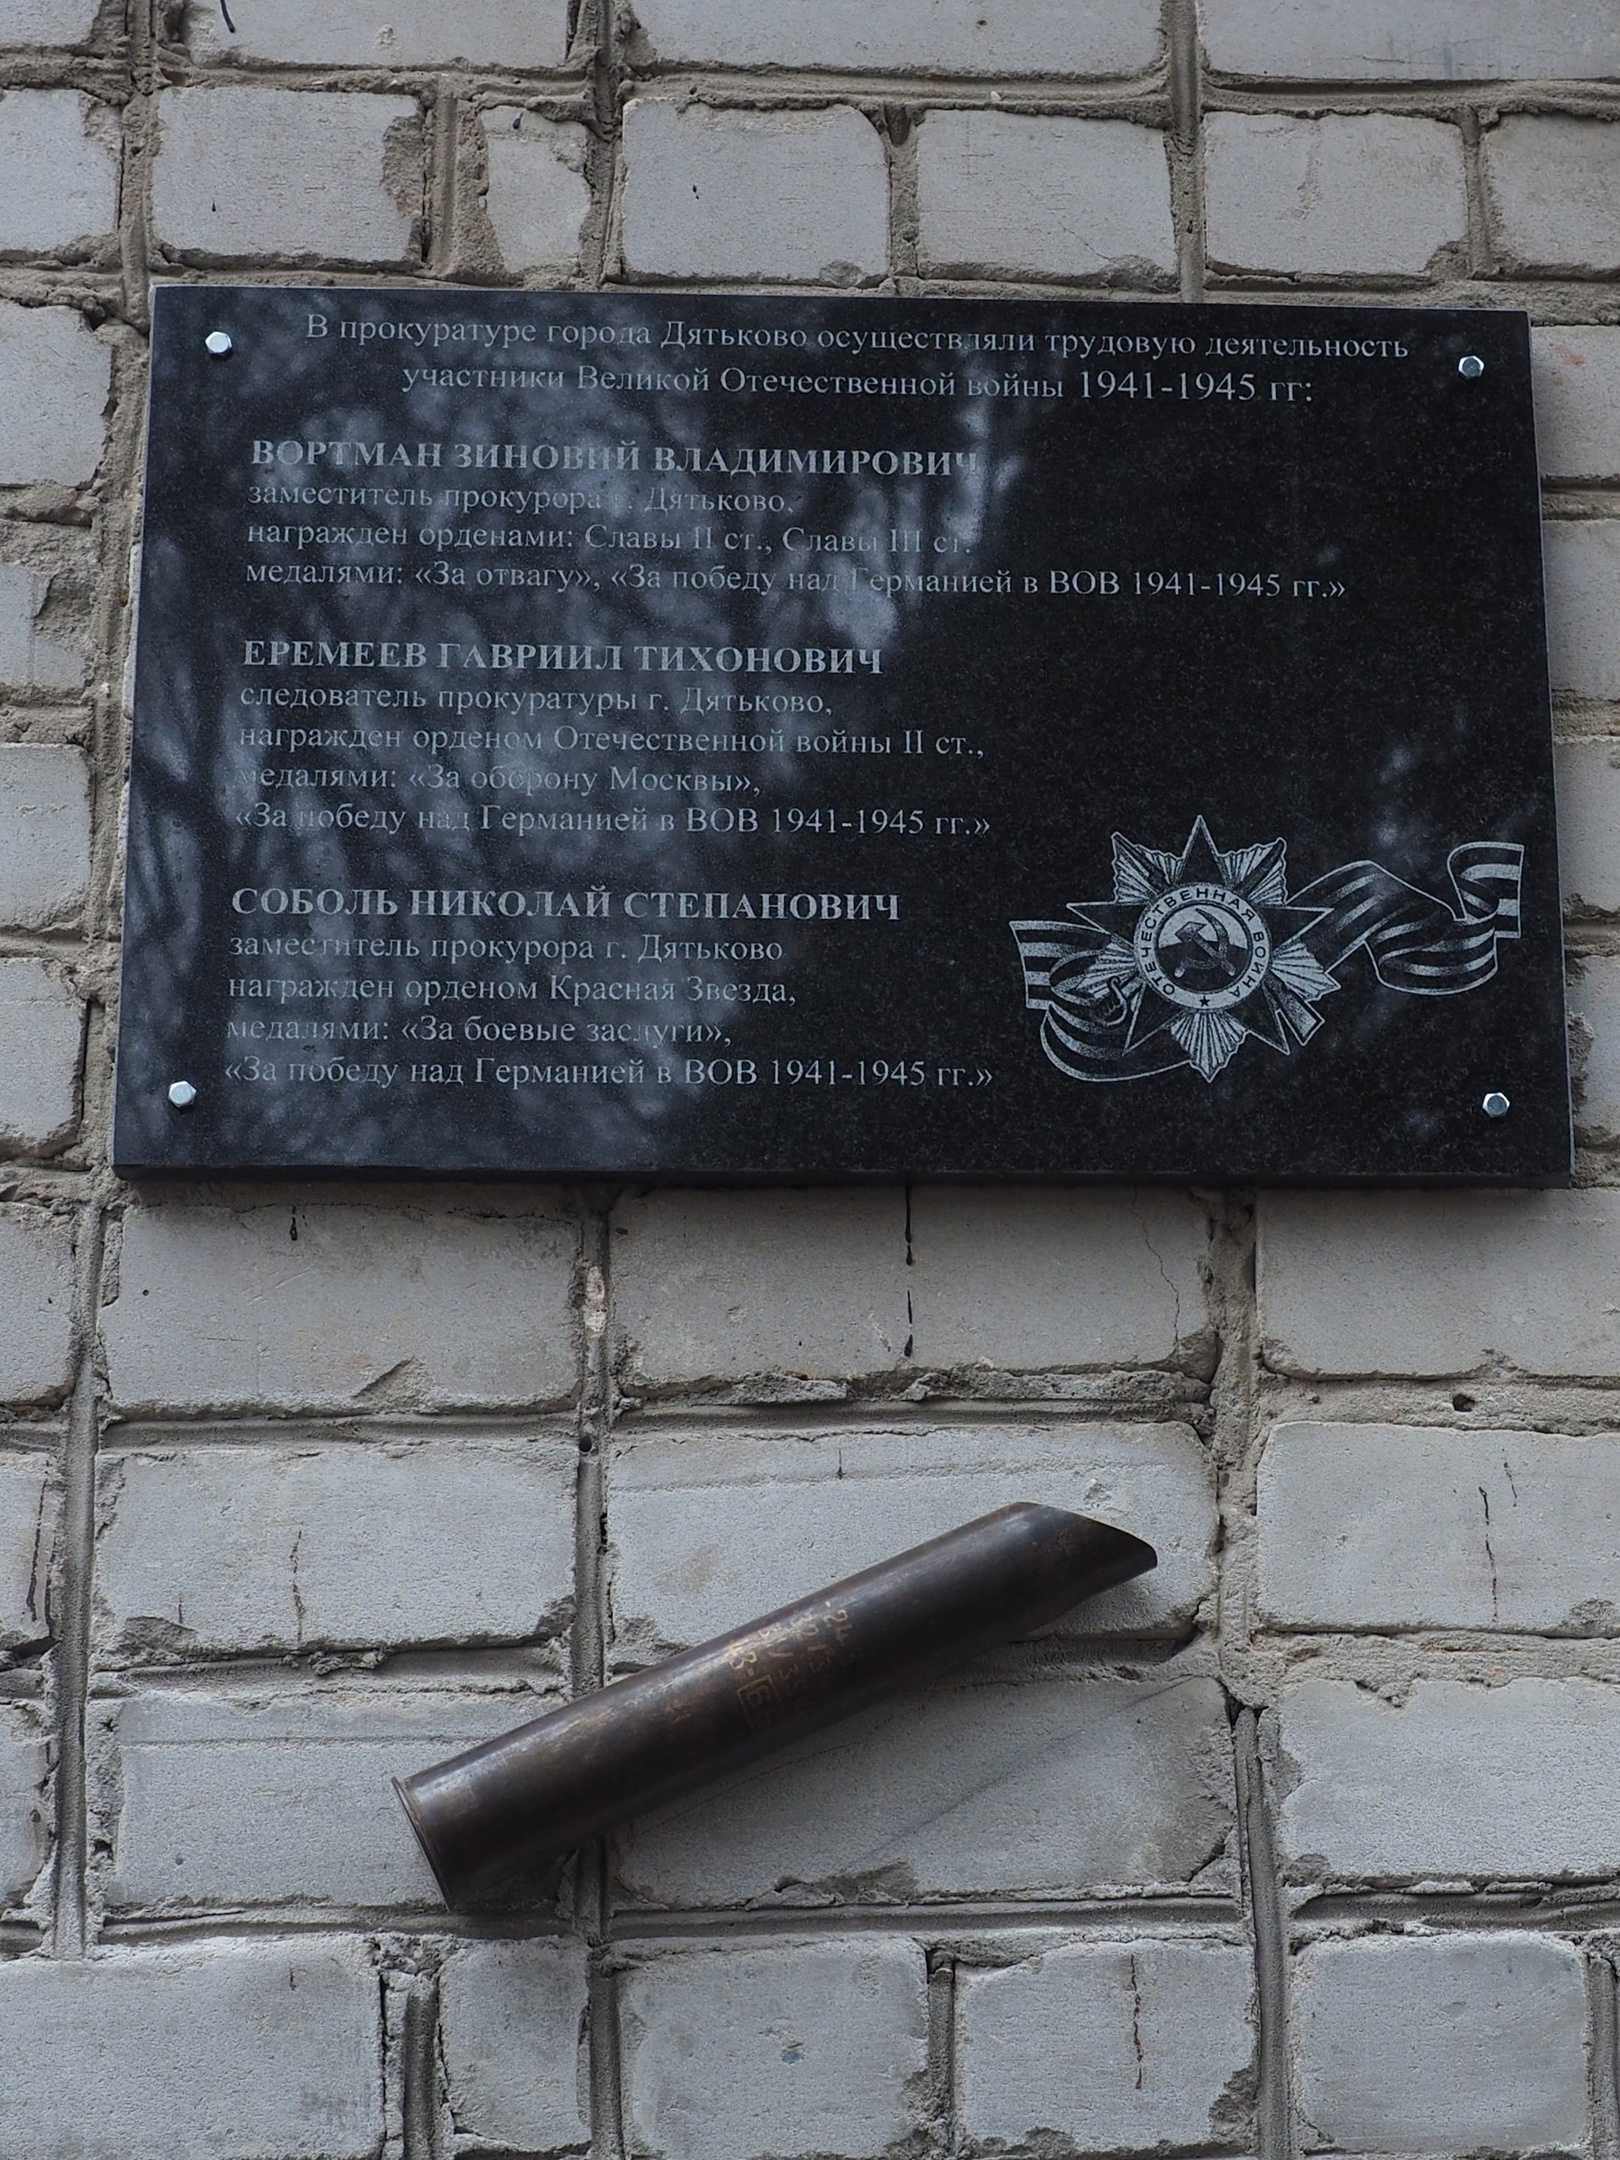 В прокуратуре города Дятьково осуществляли трудовую деятельность
участники Великой Отечественной войны 1941-1945 гг:
ВОРТМАН ЗИНОВИЙ ВЛАДИМИРОВИЧ
заместитель прокурора г. Дятьково,
награжден орденами: Славы II ст., Славы III ст.
медалями: «За отвагу», «За победу над Германией в ВОВ 1941-1945 гг.»
ЕРЕМЕЕВ ГАВРИИЛ ТИХОНОВИЧ
следователь прокуратуры г. Дятьково,
награжден орденом Отечественной войны II ст.,
медалями: «За оборону Москвы»,
«За победу над Германией в ВОВ 1941-1945 гг.»
СОБОЛЬ НИКОЛАЙ СТЕПАНОВИЧ
заместитель прокурора г. Дятьково
награжден орденом Красная Звезда,
медалями: «За боевые заслуги»,
«За победу над Германией в ВОВ 1941-1945 гг.»
ОТЕЧЕСТВЕННАЯ ВОЙНА